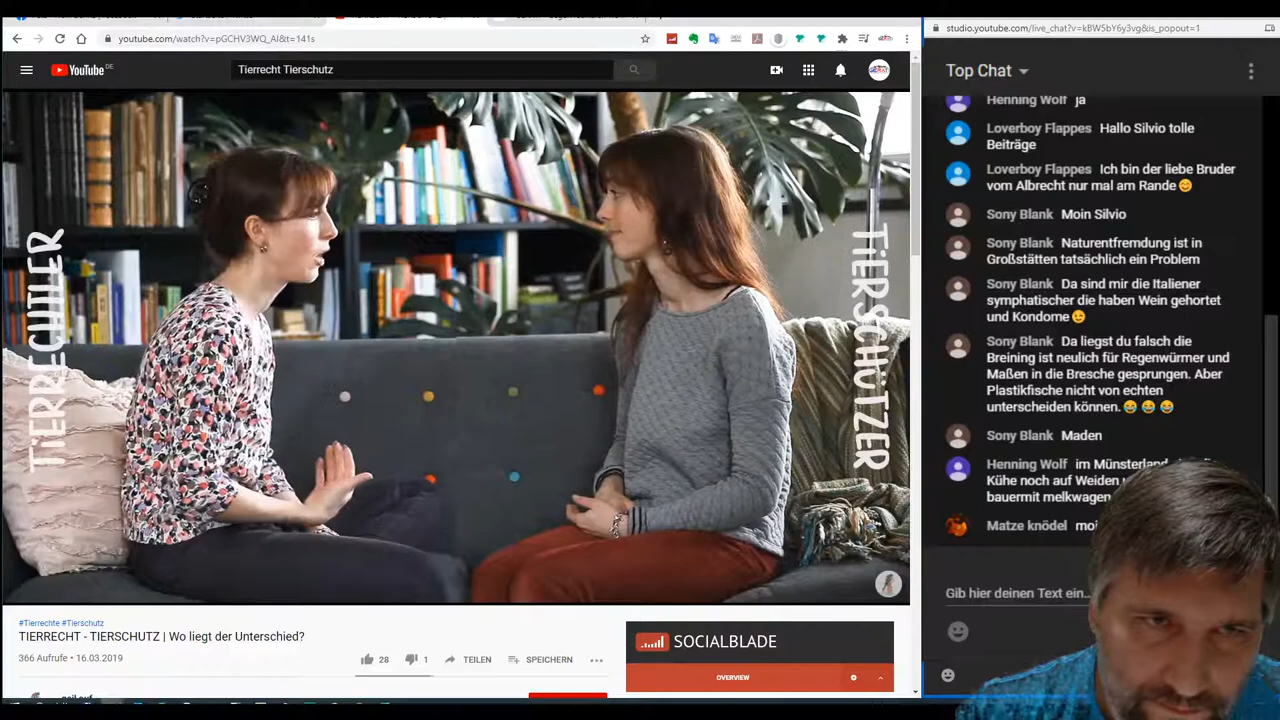 youtube.com/watch?v=pGCHV3WQ_AI&t=141s
studio.youtube.com/live_chat?v=kBW5bY6y3vg&is_popout=1
YouTube DE
Tierrecht Tierschutz
TiERRECHTLER
TiERSCHÜTZER
#Tierrechte #Tierschutz
TIERRECHT - TIERSCHUTZ | Wo liegt der Unterschied?
366 Aufrufe • 16.03.2019
28
1
TEILEN
SPEICHERN
SOCIALBLADE
OVERVIEW
Top Chat
Henning Wolf ja
Loverboy Flappes Hallo Silvio tolle
Beiträge
Loverboy Flappes Ich bin der liebe Bruder
vom Albrecht nur mal am Rande
Sony Blank Moin Silvio
Sony Blank Naturentfremdung ist in
Großstätten tatsächlich ein Problem
Sony Blank Da sind mir die Italiener
symphatischer die haben Wein gehortet
und Kondome
Sony Blank Da liegst du falsch die
Breining ist neulich für Regenwürmer und
Maßen in die Bresche gesprungen. Aber
Plastikfische nicht von echten
unterscheiden können.
Sony Blank Maden
Henning Wolf im Münsterland
Kühe noch auf Weiden
bauermit melkwagen
Matze knödel
Gib hier deinen Text ein...